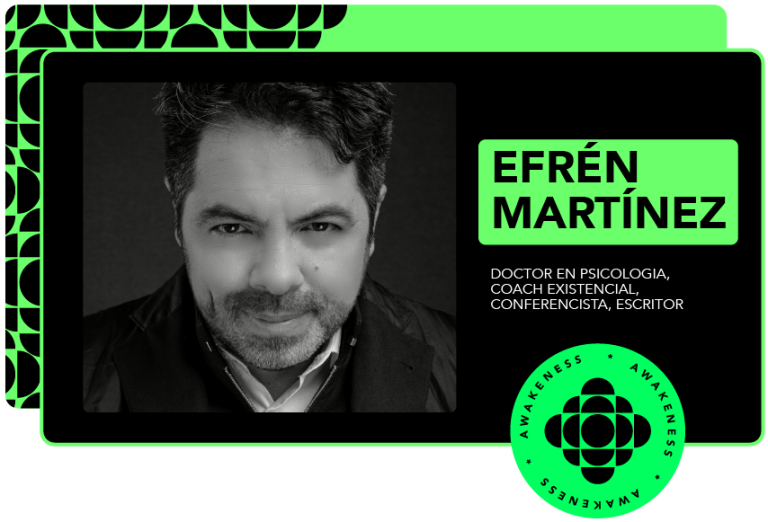 EFRÉN
MARTÍNEZ
DOCTOR EN PSICOLOGIA,
COACH EXISTENCIAL,
CONFERENCISTA, ESCRITOR
AWAKENESS * AWAKENESS * AWAKENESS *